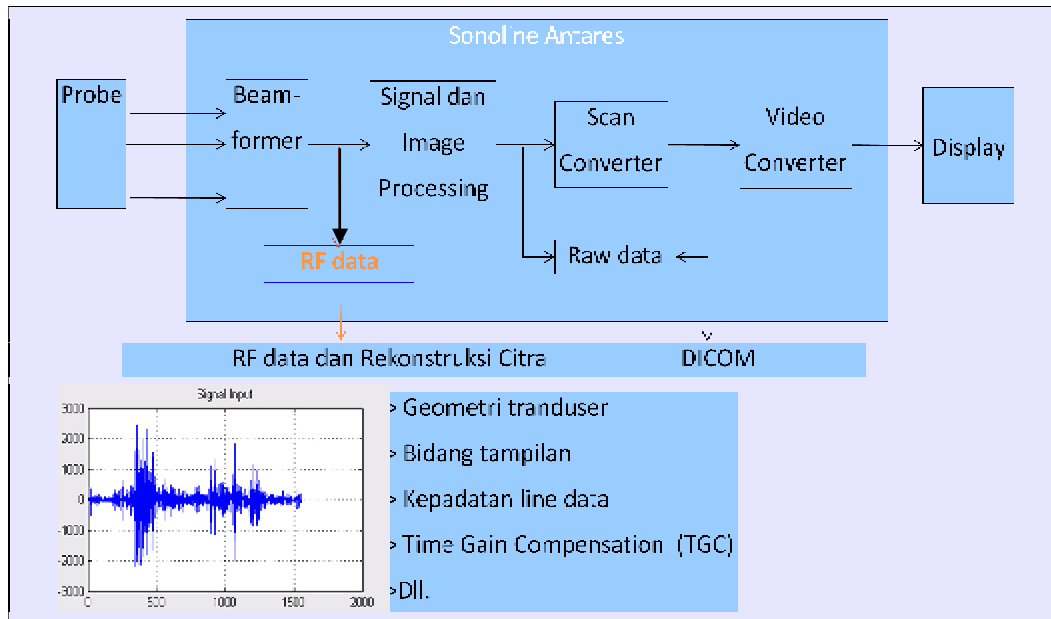 Sonoline Antares
Probe
Beam-
former
Signal dan
Image
Processing
Scan
Converter
Video
Converter
Display
RF data
Raw data
RF data dan Rekonstruksi Citra
DICOM
Signal Input
3000
2000
1000
0
-1000
-2000
-3000
0
500
1000
1500
2000
> Geometri tranduser
> Bidang tampilan
> Kepadatan line data
> Time Gain Compensation (TGC)
>Dll.